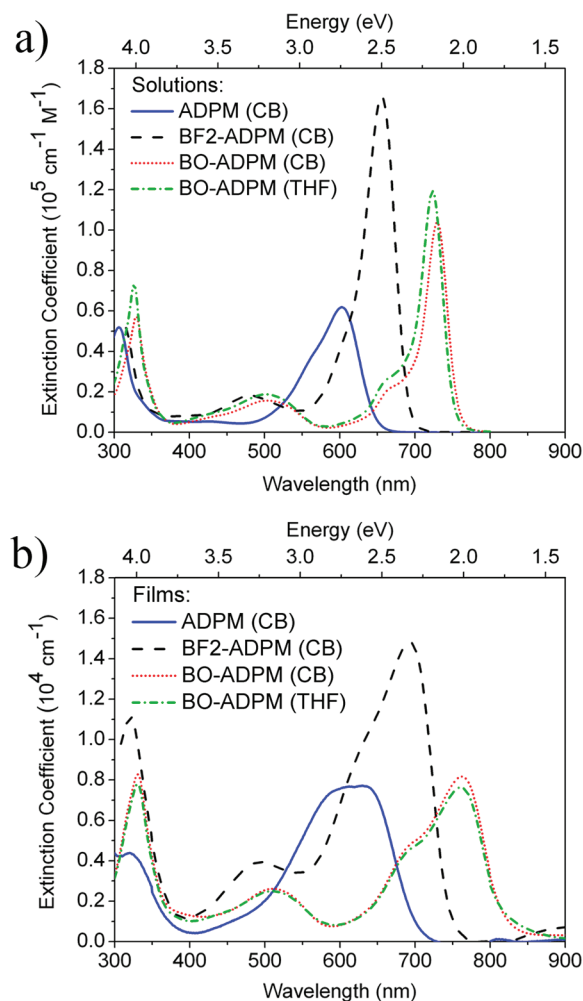 a)
Energy (eV)
4.0 3.5 3.0 2.5 2.0 1.5
1.8
1.6
1.4
1.2
1.0
0.8
0.6
0.4
0.2
0.0
Extinction Coefficient (10⁵ cm⁻¹ M⁻¹)
Solutions:
ADPM (CB)
BF2-ADPM (CB)
BO-ADPM (CB)
BO-ADPM (THF)
300 400 500 600 700 800 900
Wavelength (nm)
b)
Energy (eV)
4.0 3.5 3.0 2.5 2.0 1.5
1.8
1.6
1.4
1.2
1.0
0.8
0.6
0.4
0.2
0.0
Extinction Coefficient (10⁴ cm⁻¹)
Films:
ADPM (CB)
BF2-ADPM (CB)
BO-ADPM (CB)
BO-ADPM (THF)
300 400 500 600 700 800 900
Wavelength (nm)